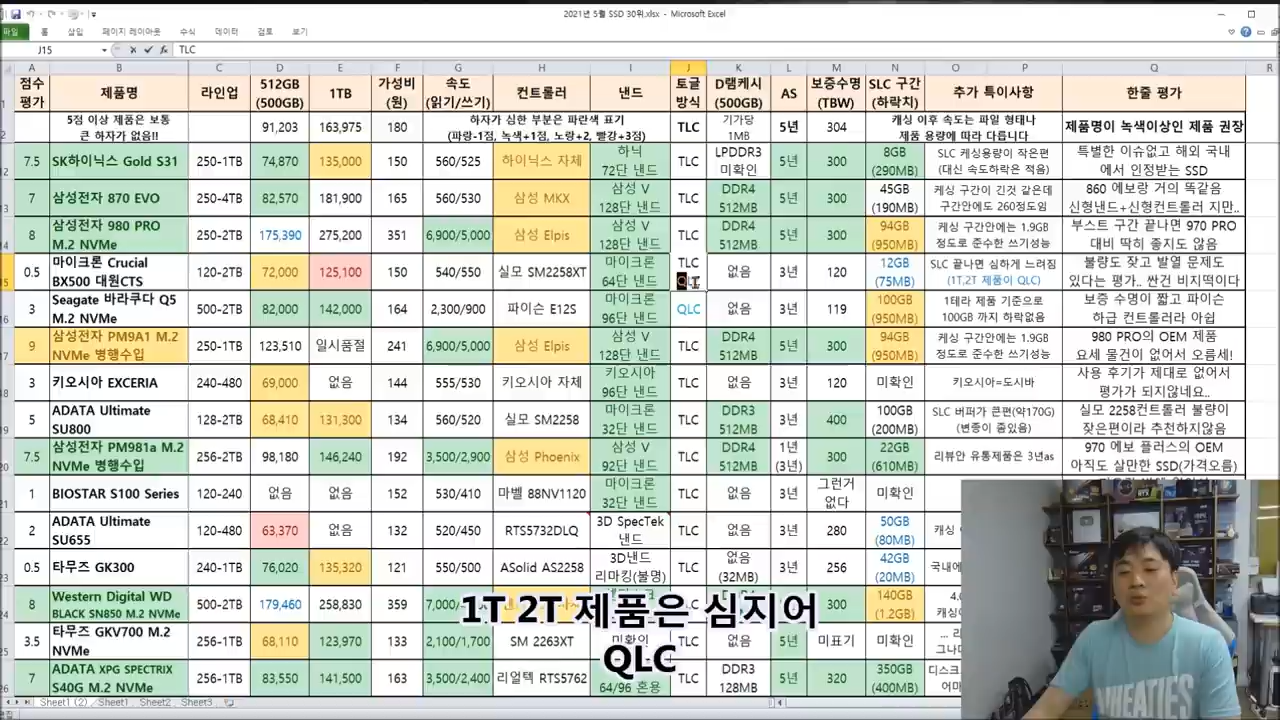 2021년 5월 SSD 30위.xlsx - Microsoft Excel
파일 홈 삽입 페이지 레이아웃 수식 데이터 검토 보기
J15 fx TLC
A B C D E F G H I J K L M N O P Q R
점수 평가 제품명 라인업 512GB (500GB) 1TB 가성비 (원) 속도 (읽기/쓰기) 컨트롤러 낸드 토글 방식 D램케시 (500GB) AS 보증수명 (TBW) SLC 구간 (하락치) 추가 특이사항 한줄 평가
5점 이상 제품은 보통 큰 하자가 없음!! 91,203 163,975 180 하자가 심한 부분은 파란색 표기 (파랑-1점, 녹색+1점, 노랑+2, 빨강+3점) TLC 기가당 1MB 5년 304 캐싱 이후 속도는 파일 형태나 제품 용량에 따라 다릅니다 제품명이 녹색이상인 제품 권장
7.5 SK하이닉스 Gold S31 250-1TB 74,870 135,000 150 560/525 하이닉스 자체 하닉 72단 낸드 TLC LPDDR3 미확인 5년 300 8GB (290MB) SLC 케싱용량이 작은편 (대신 속도하락은 적음) 특별한 이슈없고 해외 국내 에서 인정받는 SSD
7 삼성전자 870 EVO 250-4TB 82,570 181,900 165 560/530 삼성 MKX 삼성 V 128단 낸드 TLC DDR4 512MB 5년 300 45GB (190MB) 케싱 구간이 긴것 같은데 구간안에도 260정도임 860 에보랑 거의 똑같음 신형낸드+신형컨트롤러 지만..
8 삼성전자 980 PRO M.2 NVMe 250-2TB 175,390 275,200 351 6,900/5,000 삼성 Elpis 삼성 V 128단 낸드 TLC DDR4 512MB 5년 300 94GB (950MB) 케싱 구간안에는 1.9GB 정도로 준수한 쓰기성능 부스트 구간 끝나면 970 PRO 대비 딱히 좋지도 않음
0.5 마이크론 Crucial BX500 대원CTS 120-2TB 72,000 125,100 150 540/550 실모 SM2258XT 마이크론 64단 낸드 TLC QLC 없음 3년 120 12GB (75MB) SLC 끝나면 심하게 느려짐 (1T,2T 제품이 QLC) 불량도 잦고 발열 문제도 있다는 평가.. 싼건 비지떡이다
3 Seagate 바라쿠다 Q5 M.2 NVMe 500-2TB 82,000 142,000 164 2,300/900 파이슨 E12S 마이크론 96단 낸드 QLC 없음 3년 119 100GB (950MB) 1테라 제품 기준으로 100GB 까지 하락없음 보증 수명이 짧고 파이슨 하급 컨트롤러라 아쉽
9 삼성전자 PM9A1 M.2 NVMe 병행수입 250-1TB 123,510 일시품절 241 6,900/5,000 삼성 Elpis 삼성 V 128단 낸드 TLC DDR4 512MB 5년 300 94GB (950MB) 케싱 구간안에는 1.9GB 정도로 준수한 쓰기성능 980 PRO의 OEM 제품 요세 물건이 없어서 오름세!
3 키오시아 EXCERIA 240-480 69,000 없음 144 555/530 키오시아 자체 키오시아 96단 낸드 TLC 없음 3년 120 미확인 키오시아=도시바 사용 후기가 제대로 없어서 평가가 되지않네요..
5 ADATA Ultimate SU800 128-2TB 68,410 131,300 134 560/520 실모 SM2258 마이크론 32단 낸드 TLC DDR3 512MB 3년 400 100GB (200MB) SLC 버퍼가 큰편(약170G) (변종이 줄있음) 실모 2258컨트롤러 불량이 잦은편이라 추천하지않음
7.5 삼성전자 PM981a M.2 NVMe 병행수입 256-2TB 98,180 146,240 192 3,500/2,900 삼성 Phoenix 삼성 V 92단 낸드 TLC DDR4 512MB 1년 (3년) 300 22GB (610MB) 리뷰안 유통제품은 3년as 970 에보 플러스의 OEM 아직도 살만한 SSD(가격오름)
1 BIOSTAR S100 Series 120-240 없음 없음 152 530/410 마벨 88NV1120 마이크론 32단 낸드 TLC 없음 3년 그런거 없다 미확인
2 ADATA Ultimate SU655 120-480 63,370 없음 132 520/450 RTS5732DLQ 3D SpecTek 낸드 TLC 없음 3년 280 50GB (80MB) 캐싱
0.5 타무즈 GK300 240-1TB 76,020 135,320 121 550/500 ASolid AS2258 3D낸드 리마킹(불명) TLC 없음 (32MB) 3년 256 42GB (20MB) 국내에
8 Western Digital WD BLACK SN850 M.2 NVMe 500-2TB 179,460 258,830 359 7,000 300 140GB (1.2GB)
3.5 타무즈 GKV700 M.2 NVMe 256-1TB 68,110 123,970 133 2,100/1,700 SM 2263XT 미확인 TLC 없음 5년 미표기 미확인
7 ADATA XPG SPECTRIX S40G M.2 NVMe 256-1TB 83,550 141,500 163 3,500/2,400 리얼텍 RTS5762 64/96 혼용 TLC DDR3 128MB 5년 320 350GB (400MB) 디스크
1T 2T 제품은 심지어
QLC
Sheet1 (2) Sheet1 Sheet2 Sheet3